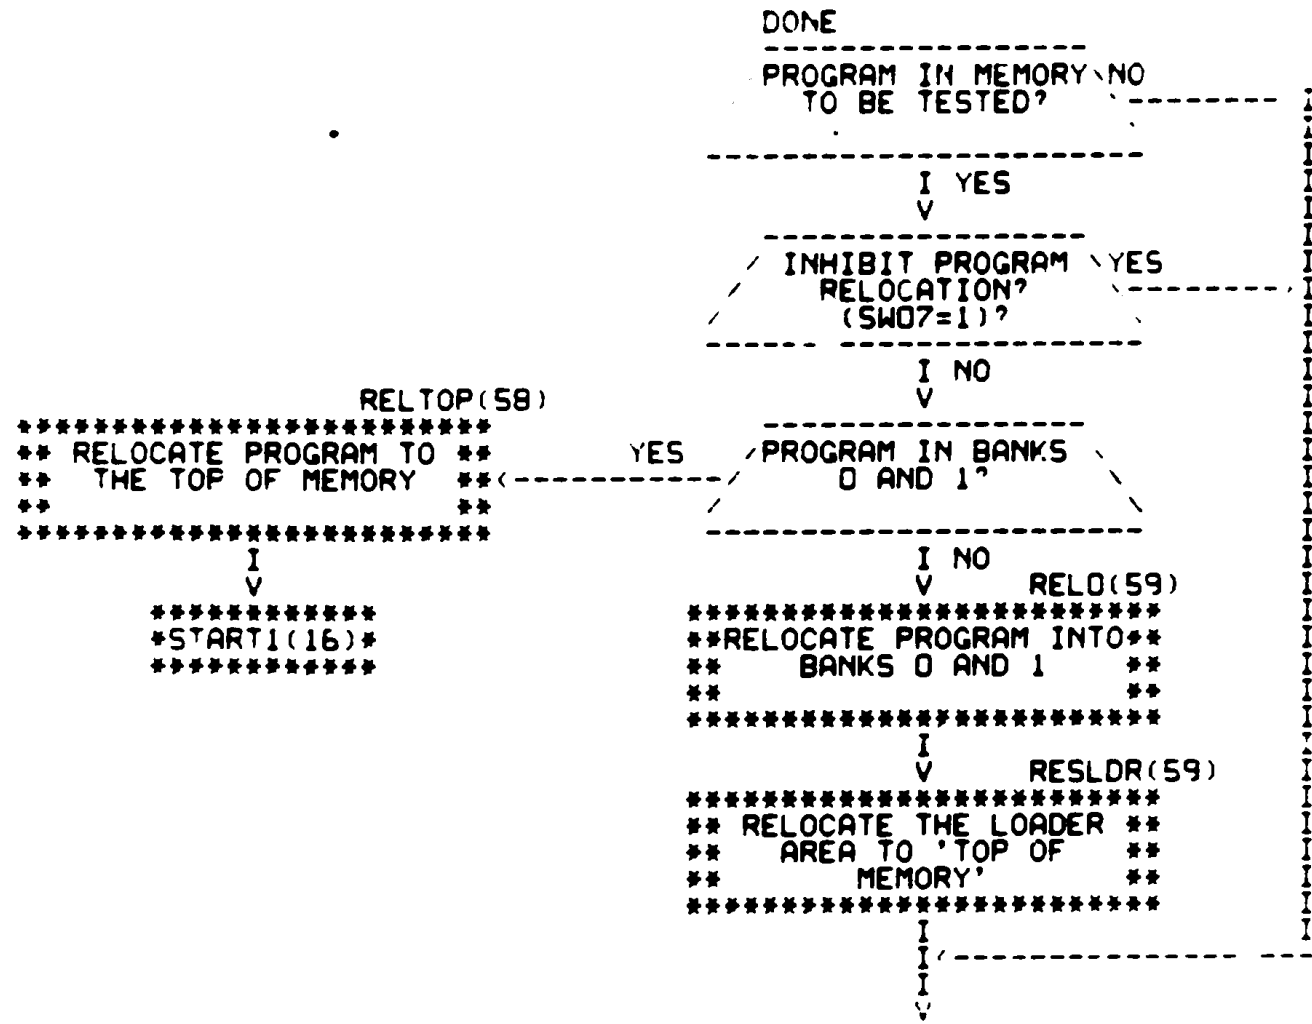 DONE
PROGRAM IN MEMORY NO
TO BE TESTED?
I YES
V
INHIBIT PROGRAM YES
RELOCATION?
(SW07=1)?
I NO
V
RELTOP(58)
RELOCATE PROGRAM TO
THE TOP OF MEMORY
YES
PROGRAM IN BANKS
0 AND 1?
I NO
V
I
V
START1(16)
REL0(59)
RELOCATE PROGRAM INTO
BANKS 0 AND 1
I
V
RESLDR(59)
RELOCATE THE LOADER
AREA TO 'TOP OF
MEMORY'
I
I
I
V